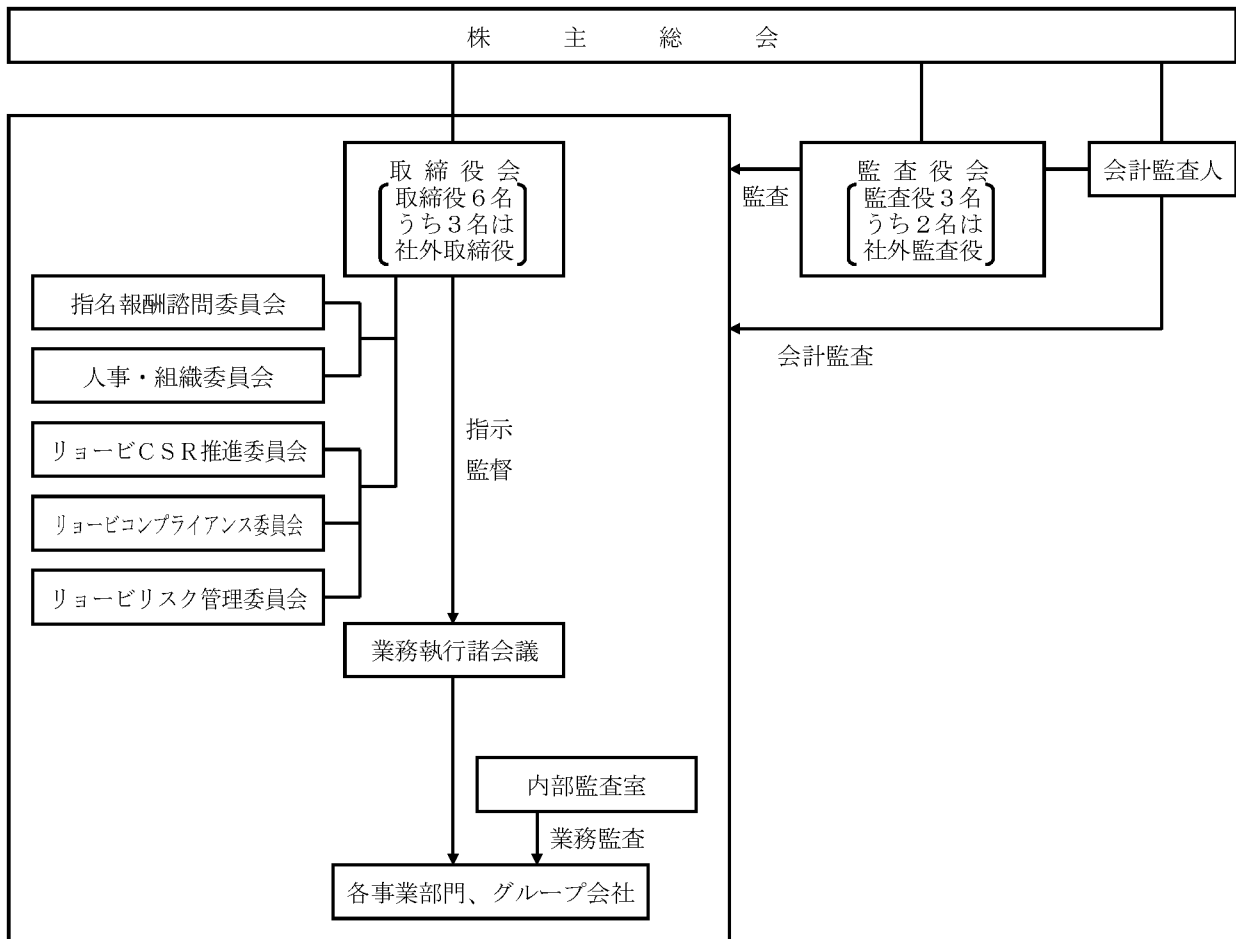 株主総会
取締役会
取締役６名
うち３名は
社外取締役
監査
監査役会
監査役３名
うち２名は
社外監査役
会計監査人
会計監査
指名報酬諮問委員会
人事・組織委員会
リョービＣＳＲ推進委員会
リョービコンプライアンス委員会
リョービリスク管理委員会
指示
監督
業務執行諸会議
内部監査室
業務監査
各事業部門、グループ会社